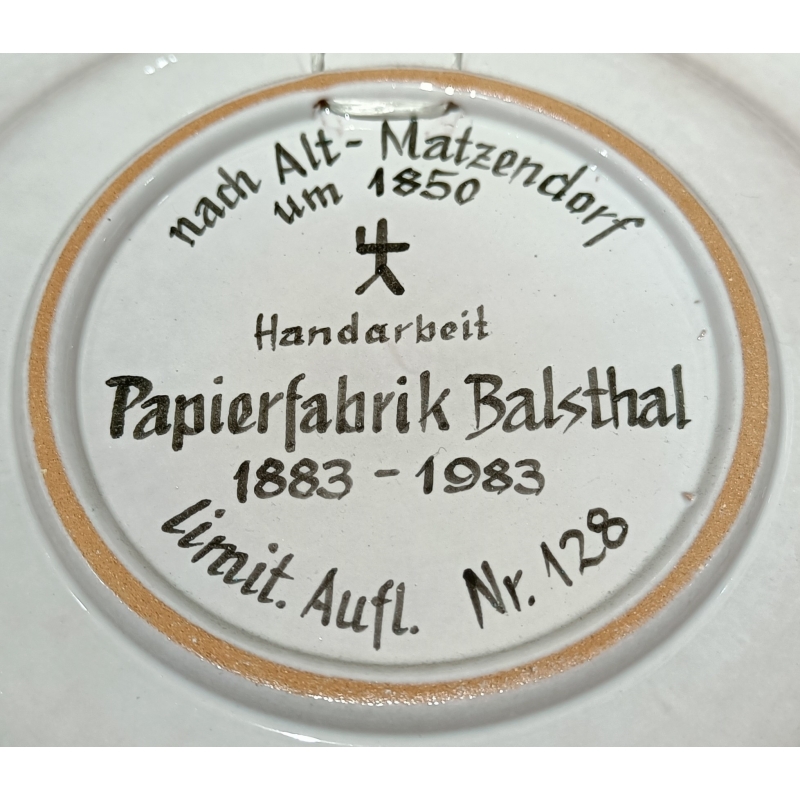 nach Alt-Matzendorf
um 1850
Handarbeit
Papierfabrik Balsthal
1883 - 1983
limit. Aufl. Nr. 128